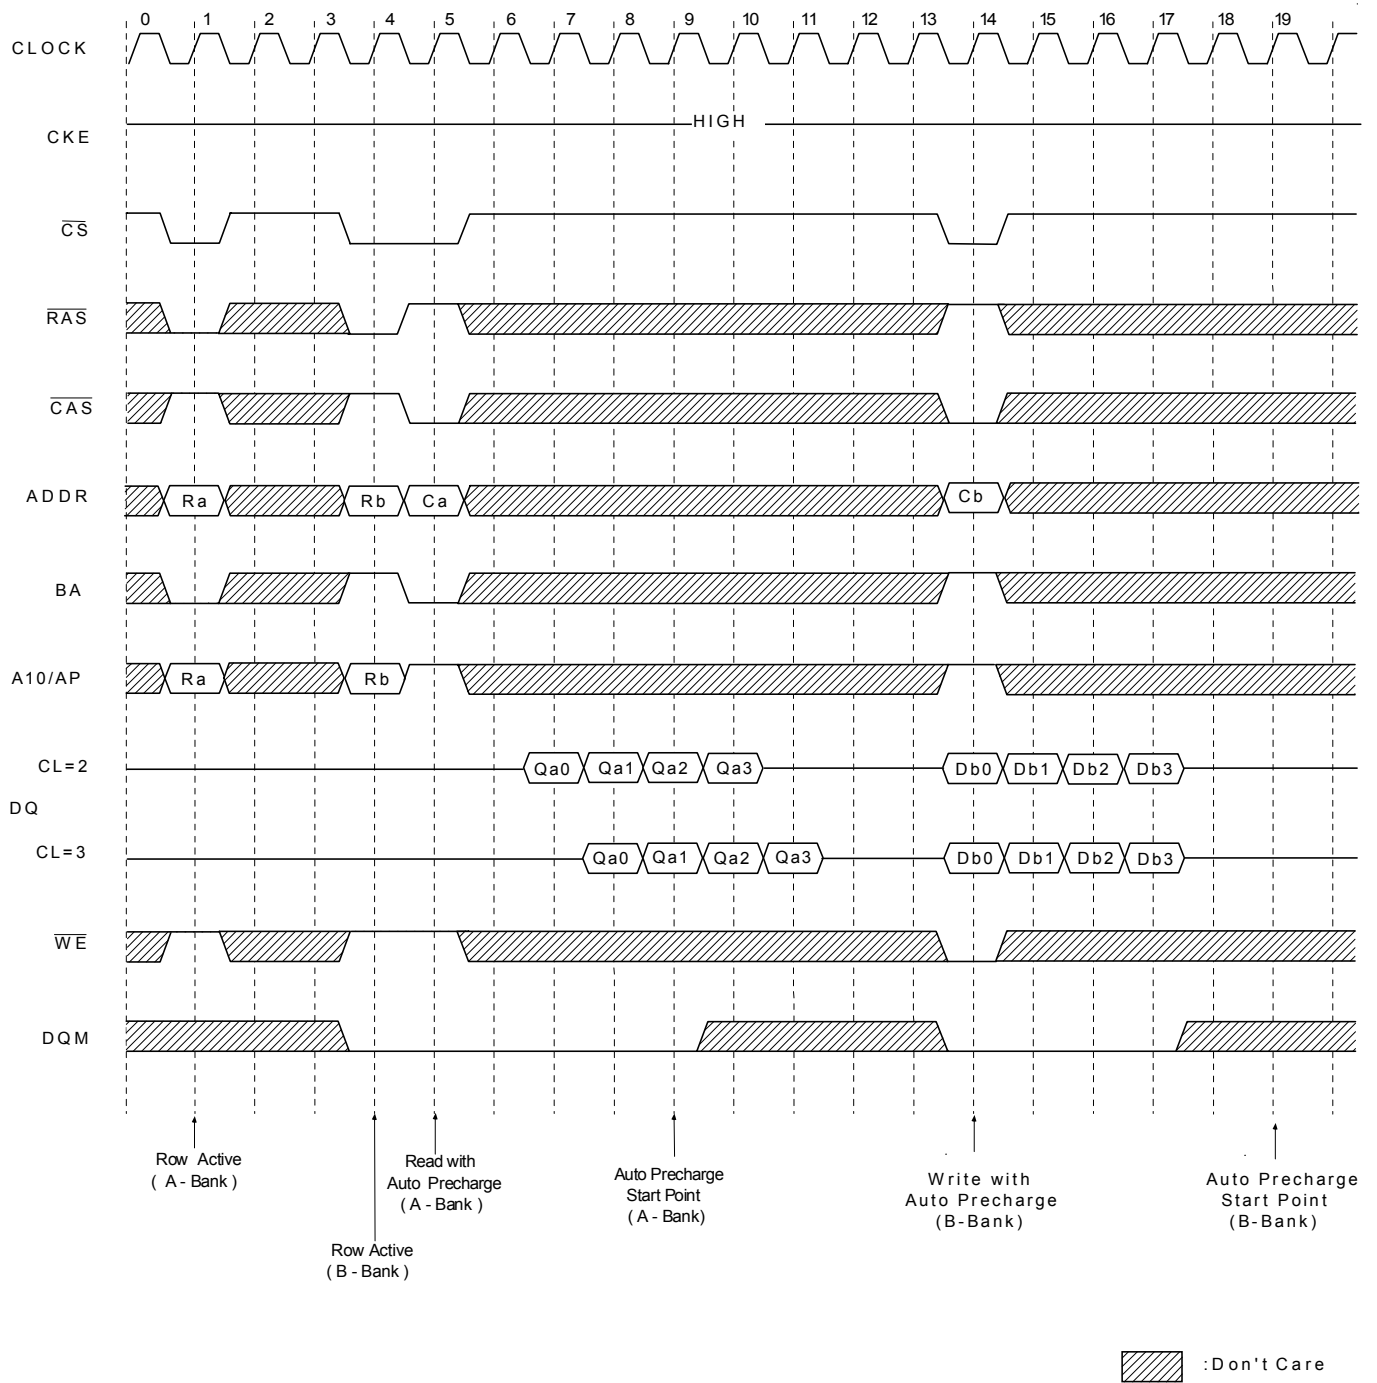 0 1 2 3 4 5 6 7 8 9 10 11 12 13 14 15 16 17 18 19
CLOCK
CKE
HIGH
CS
RAS
CAS
ADDR Ra Rb Ca Cb
BA
A10/AP Ra Rb
CL=2 Qa0 Qa1 Qa2 Qa3 Db0 Db1 Db2 Db3
DQ
CL=3 Qa0 Qa1 Qa2 Qa3 Db0 Db1 Db2 Db3
WE
DQM
Row Active
( A - Bank )
Row Active
( B - Bank )
Read with
Auto Precharge
( A - Bank )
Auto Precharge
Start Point
( A - Bank)
Write with
Auto Precharge
(B-Bank)
Auto Precharge
Start Point
(B-Bank)
:Don't Care